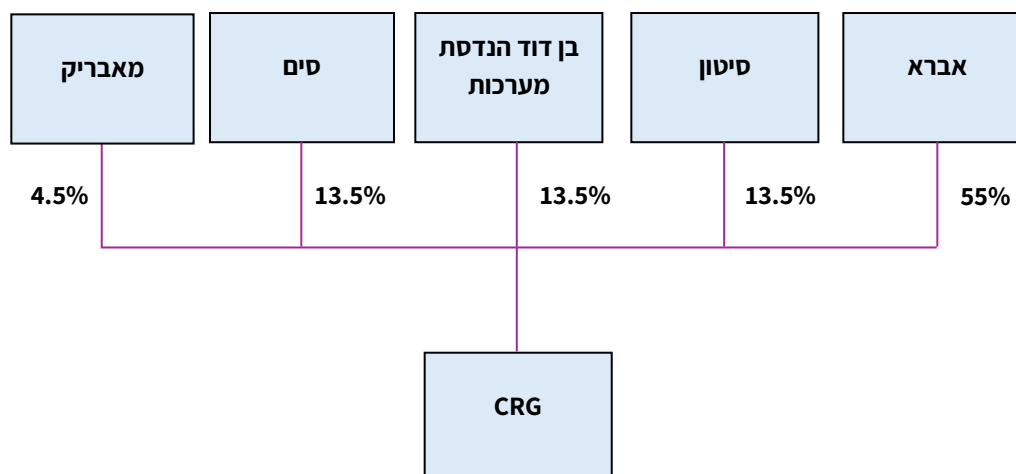 אברא
סיטון
בן דוד הנדסת
מערכות
סים
מאבריק
55%
13.5%
13.5%
13.5%
4.5%
CRG